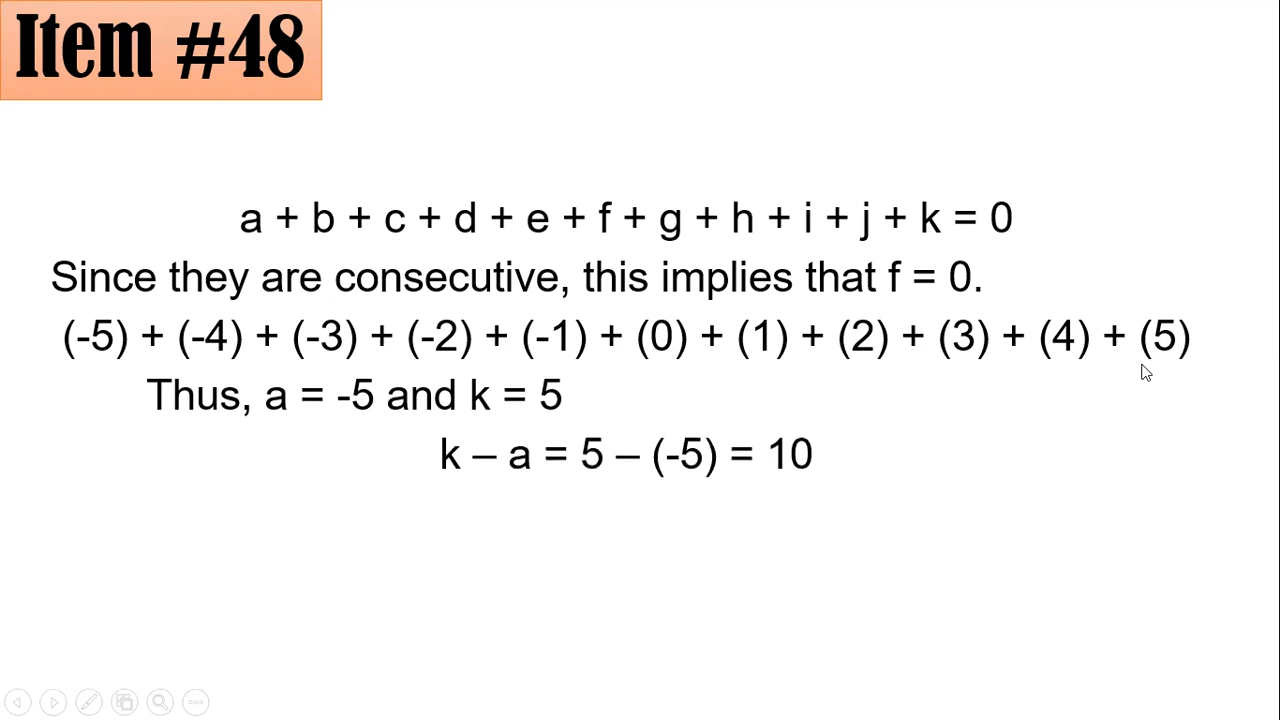 Item #48
a + b + c + d + e + f + g + h + i + j + k = 0
Since they are consecutive, this implies that f = 0.
(-5) + (-4) + (-3) + (-2) + (-1) + (0) + (1) + (2) + (3) + (4) + (5)
Thus, a = -5 and k = 5
k – a = 5 – (-5) = 10